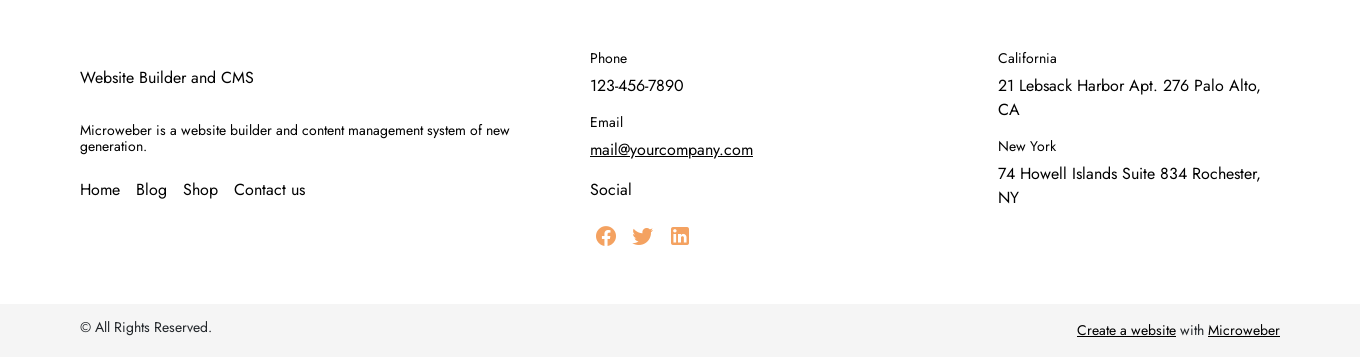 Website Builder and CMS
Microweber is a website builder and content management system of new
generation.
Home Blog Shop Contact us
Phone
123-456-7890
Email
mail@yourcompany.com
Social
California
21 Lebsack Harbor Apt. 276 Palo Alto,
CA
New York
74 Howell Islands Suite 834 Rochester,
NY
© All Rights Reserved.
Create a website with Microweber